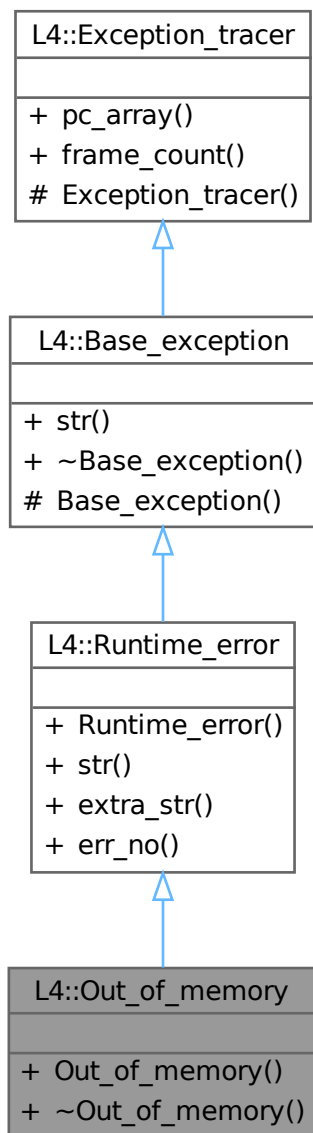 L4::Exception_tracer
+ pc_array()
+ frame_count()
# Exception_tracer()
L4::Base_exception
+ str()
+ ~Base_exception()
# Base_exception()
L4::Runtime_error
+ Runtime_error()
+ str()
+ extra_str()
+ err_no()
L4::Out_of_memory
+ Out_of_memory()
+ ~Out_of_memory()